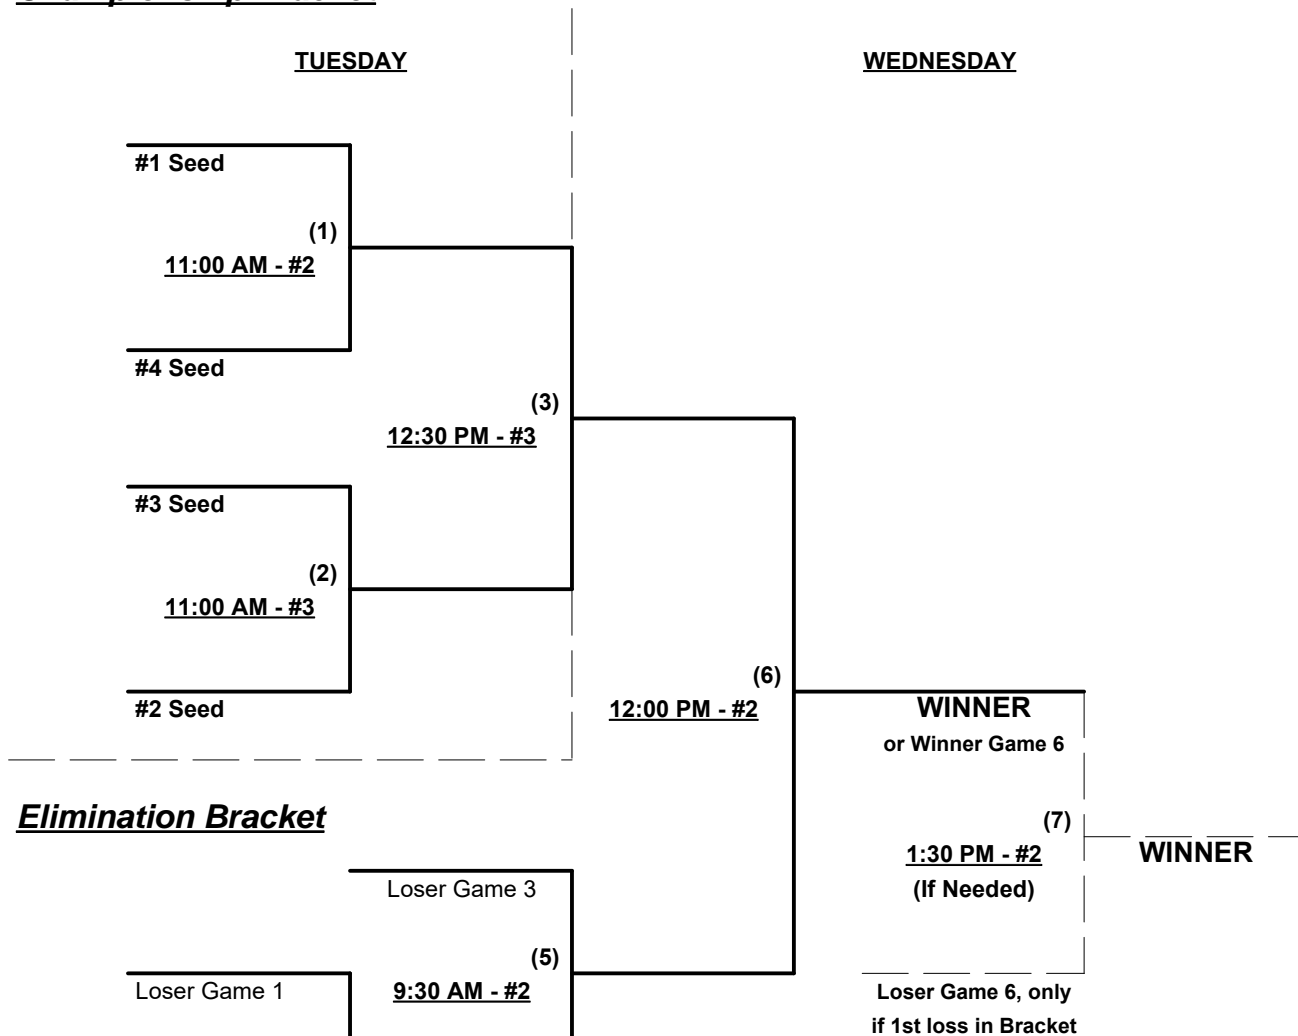 TUESDAY
WEDNESDAY
#1 Seed
(1)
11:00 AM - #2
#4 Seed
(3)
12:30 PM - #3
#3 Seed
(2)
11:00 AM - #3
#2 Seed
(6)
12:00 PM - #2
WINNER
or Winner Game 6
Elimination Bracket
(7)
1:30 PM - #2
(If Needed)
WINNER
Loser Game 3
(5)
9:30 AM - #2
Loser Game 1
Loser Game 6, only
if 1st loss in Bracket